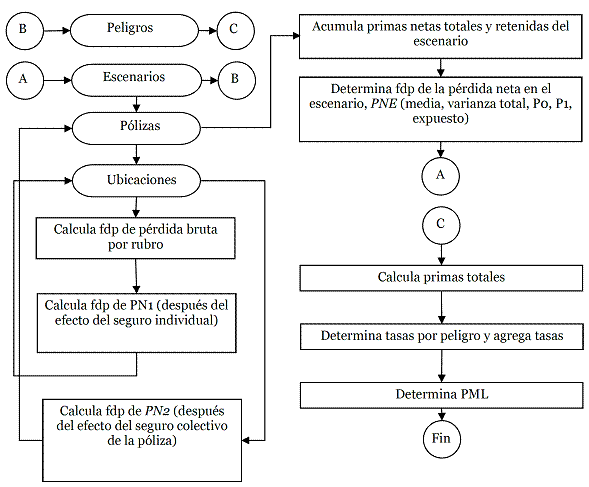 B
Peligros
C
A
Escenarios
B
Pólizas
Ubicaciones
Calcula fdp de pérdida bruta
por rubro
Calcula fdp de PN1 (después del
efecto del seguro individual)
Calcula fdp de PN2 (después
del efecto del seguro colectivo
de la póliza)
Acumula primas netas totales y retenidas del
escenario
Determina fdp de la pérdida neta en el
escenario, PNE (media, varianza total, P0, P1,
expuesto)
A
C
Calcula primas totales
Determina tasas por peligro y agrega tasas
Determina PML
Fin